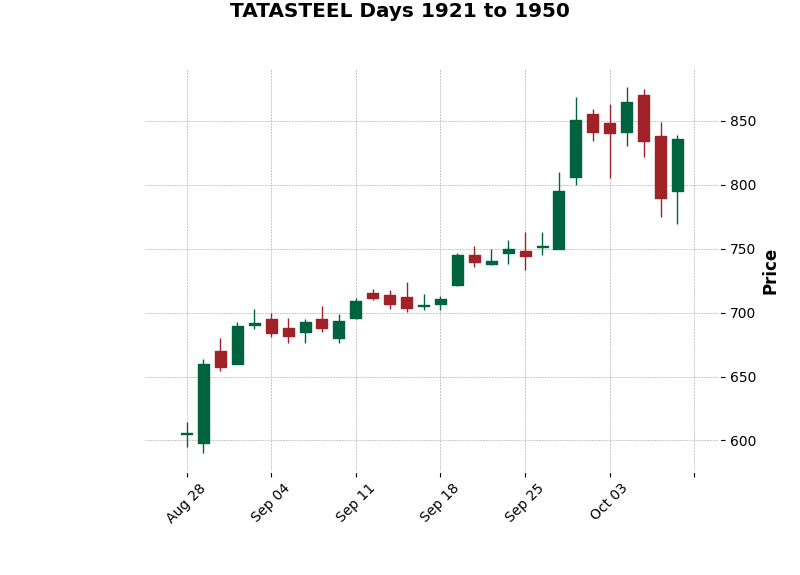 TATASTEEL Days 1921 to 1950
850
800
750
700
650
600
Price
Aug 28
Sep 04
Sep 11
Sep 18
Sep 25
Oct 03